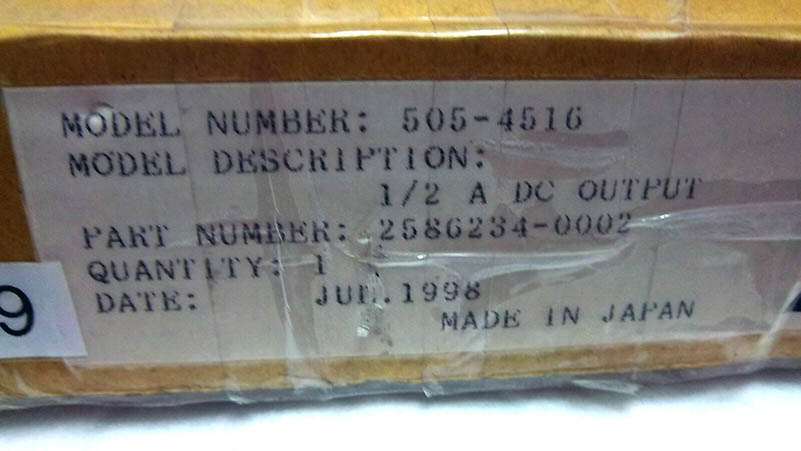 MODEL NUMBER: 505-4516
MODEL DESCRIPTION:
1/2 A DC OUTPUT
PART NUMBER: 2586234-0002
QUANTITY: 1
DATE: 1998
MADE IN JAPAN
9